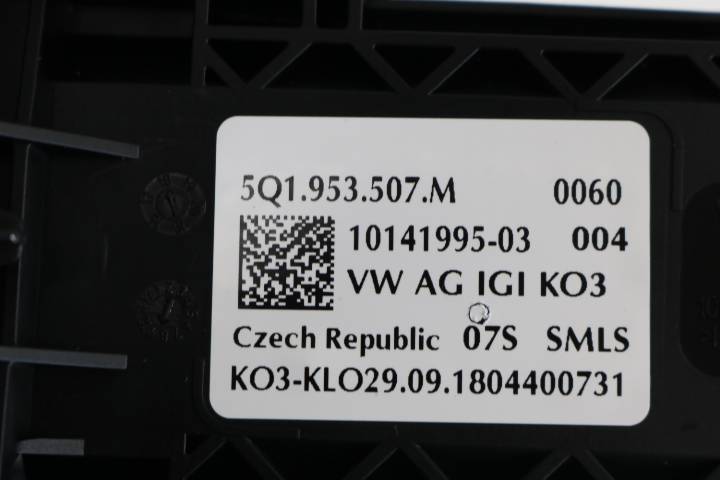 5Q1.953.507.M 0060
10141995-03 004
VW AG IGI KO3
Czech Republic 07S SMLS
KO3-KLO29.09.1804400731